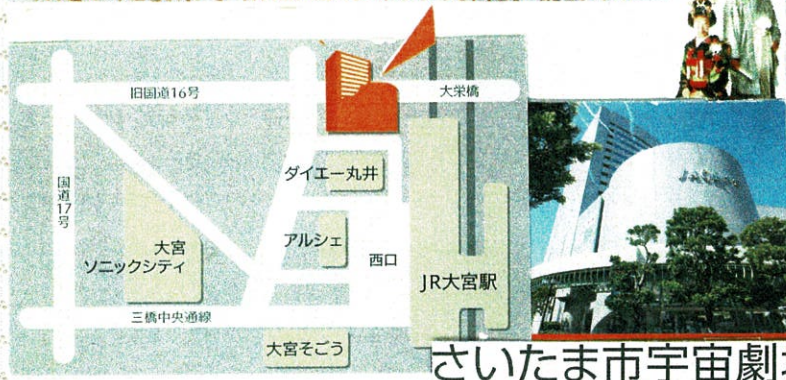 旧国道16号
大栄橋
国道17号
ダイエー丸井
アルシェ
西口
大宮
ソニックシティ
JR大宮駅
三橋中央通線
大宮そごう
さいたま市宇宙劇